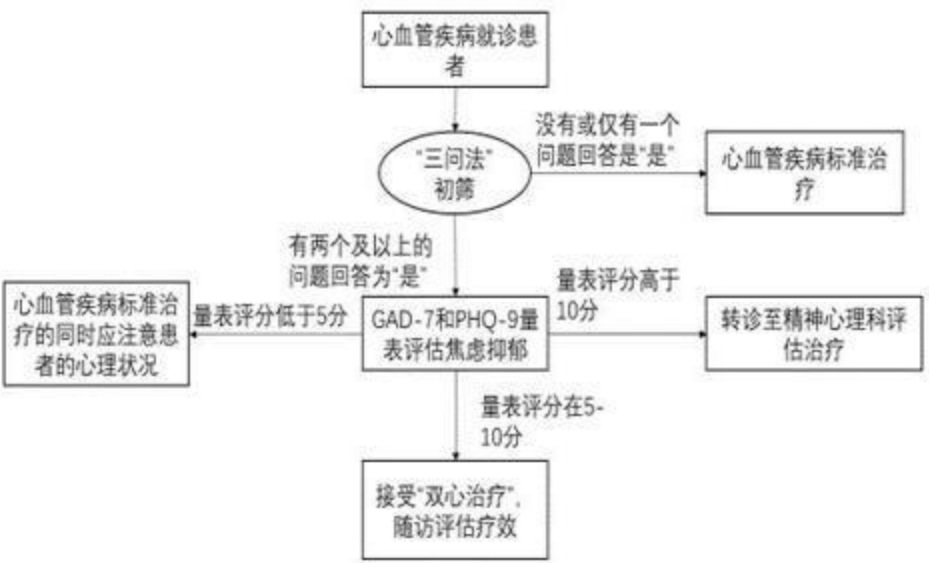 心血管疾病就诊患
者
没有或仅有一个
问题回答是“是”
“三问法”
初筛
心血管疾病标准治
疗
有两个及以上的
问题回答为“是”
量表评分高于
10分
心血管疾病标准治
疗的同时应注意患
者的心理状况
量表评分低于5分
GAD-7和PHQ-9量
表评估焦虑抑郁
转诊至精神心理科评
估治疗
量表评分在5-
10分
接受“双心治疗”,
随访评估疗效